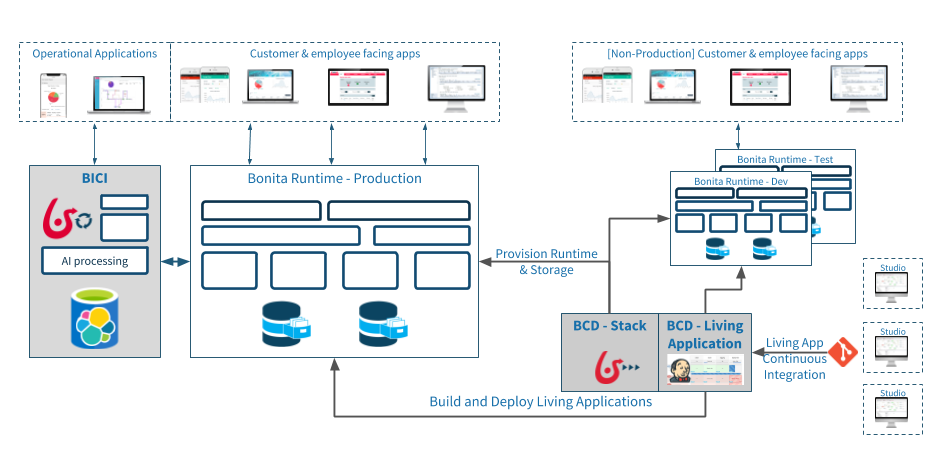 Operational Applications
Customer & employee facing apps
[Non-Production] Customer & employee facing apps
BICI
AI processing
Bonita Runtime - Production
Bonita Runtime - Test
Bonita Runtime - Dev
Provision Runtime
& Storage
BCD - Stack
BCD - Living
Application
Living App
Continuous
Integration
Studio
Studio
Studio
Build and Deploy Living Applications